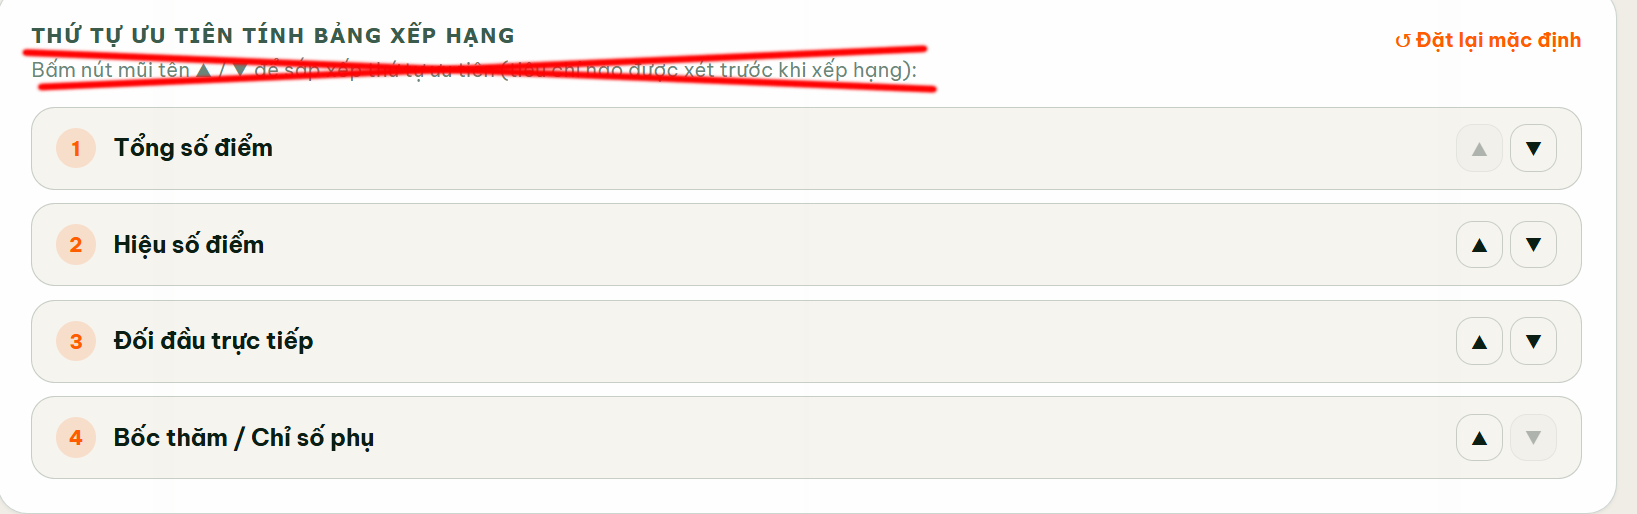 THỨ TỰ ƯU TIÊN TÍNH BẢNG XẾP HẠNG
↺ Đặt lại mặc định
Bấm nút mũi tên ▲ / ▼ để sắp xếp thứ tự ưu tiên (tiêu chí nào được xét trước khi xếp hạng):
1 Tổng số điểm ▲ ▼
2 Hiệu số điểm ▲ ▼
3 Đối đầu trực tiếp ▲ ▼
4 Bốc thăm / Chỉ số phụ ▲ ▼